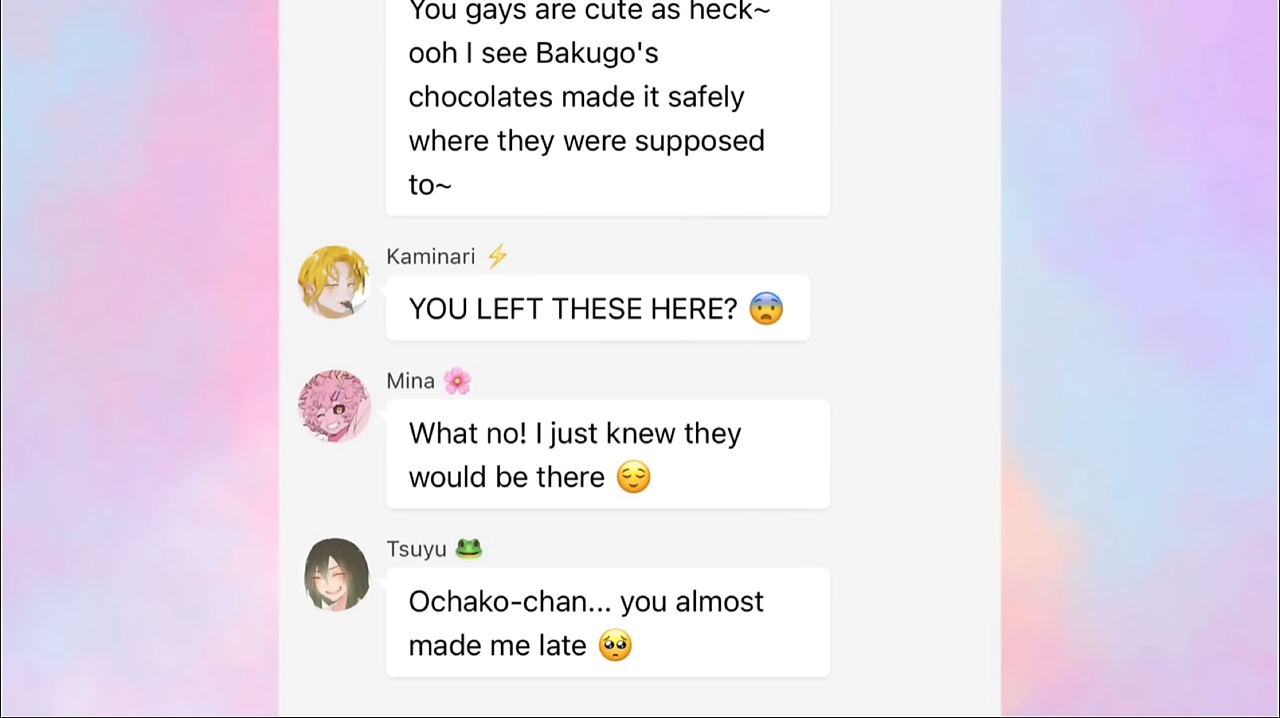 You gays are cute as heck~
ooh I see Bakugo's
chocolates made it safely
where they were supposed
to~
Kaminari ⚡
YOU LEFT THESE HERE? 😨
Mina 🌸
What no! I just knew they
would be there 😌
Tsuyu 🐸
Ochako-chan... you almost
made me late 🥺